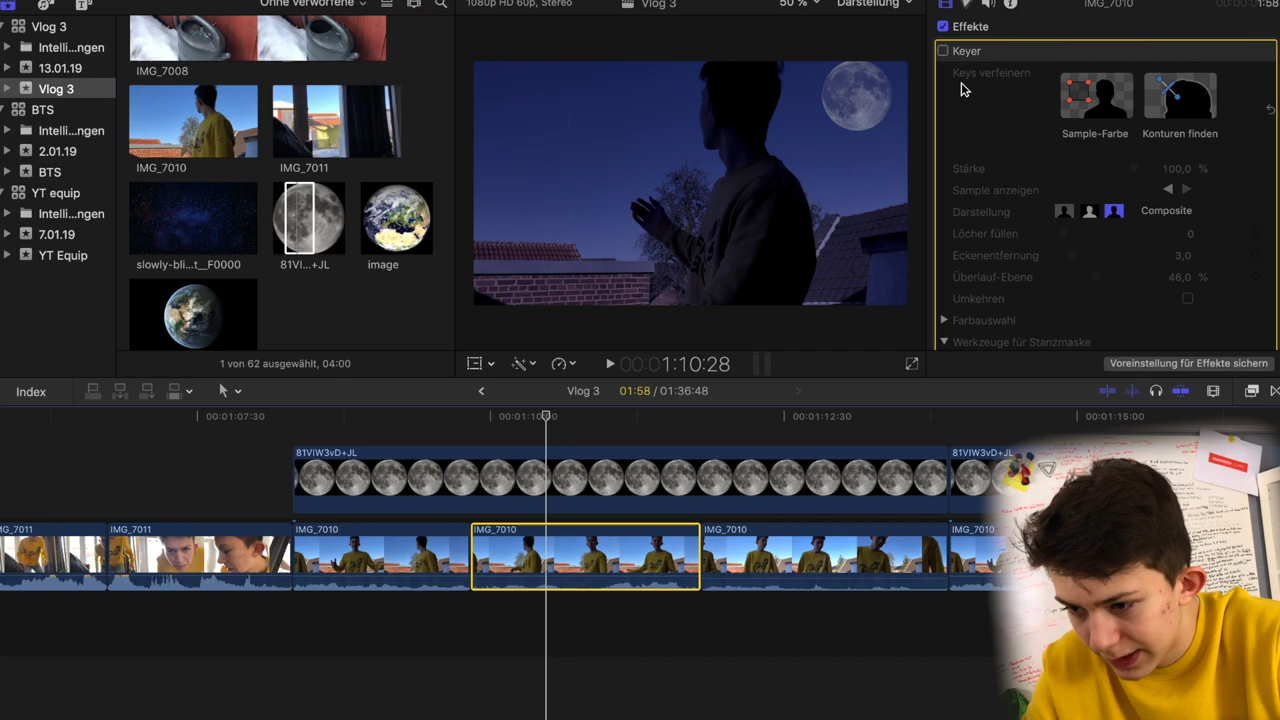 Ohne Verworfene
1080p HD 60p, Stereo
Vlog 3
50 %
Darstellung
IMG_7010
1:58
Vlog 3
Intelli...ngen
13.01.19
Vlog 3
BTS
Intelli...ngen
2.01.19
BTS
YT equip
Intelli...ngen
7.01.19
YT Equip
IMG_7008
IMG_7010
IMG_7011
slowly-bli...t__F0000
81VI...+JL
image
1 von 62 ausgewählt, 04:00
00:00:01:10:28
Effekte
Keyer
Keys verfeinern
Sample-Farbe
Konturen finden
Stärke
100,0 %
Sample anzeigen
Darstellung
Composite
Löcher füllen
0
Eckenentfernung
3,0
Überlauf-Ebene
46,0 %
Umkehren
Farbauswahl
Werkzeuge für Stanzmaske
Voreinstellung für Effekte sichern
Index
Vlog 3
01:58 / 01:36:48
00:00:01:07:30
00:00:01:12:30
00:00:01:15:00
81VIW3vD+JL
81VIW3vD+JL
IMG_7011
IMG_7010
IMG_7010
IMG_7010
IMG_7010